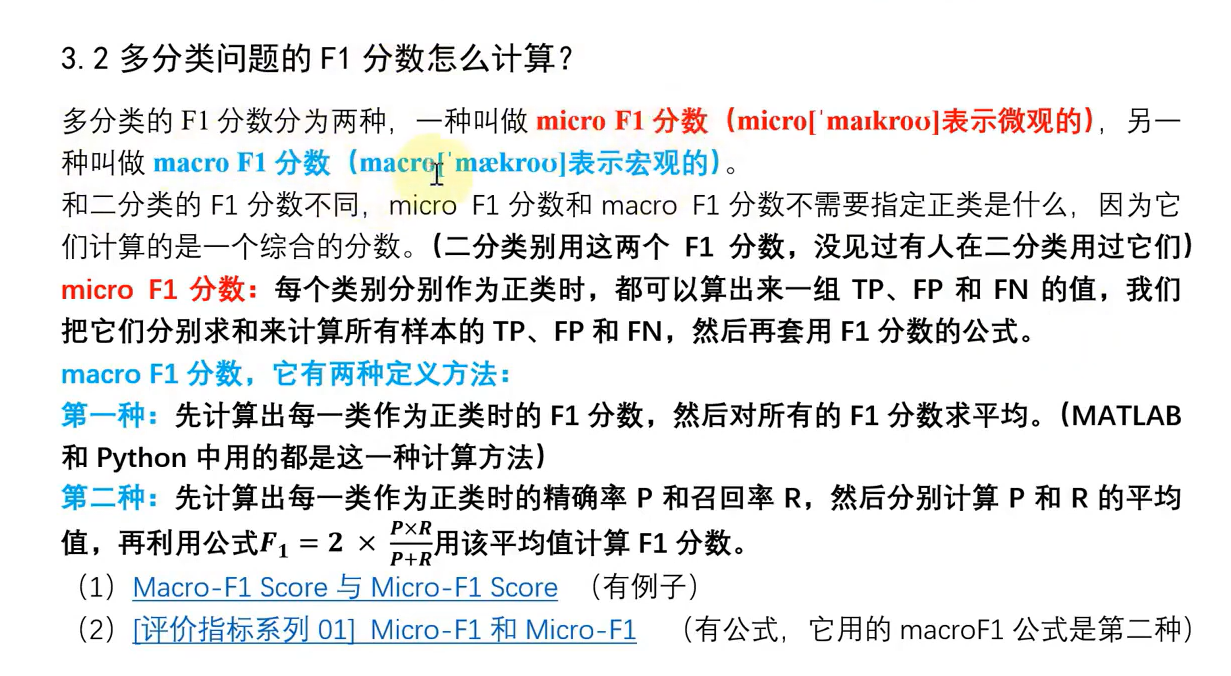 3.2 多分类问题的 F1 分数怎么计算？
多分类的 F1 分数分为两种，一种叫做 micro F1 分数（micro[ˈmaɪkroʊ]表示微观的），另一
种叫做 macro F1 分数（macro[ˈmækroʊ]表示宏观的）。
和二分类的 F1 分数不同，micro F1 分数和 macro F1 分数不需要指定正类是什么，因为它
们计算的是一个综合的分数。（二分类别用这两个 F1 分数，没见过有人在二分类用过它们）
micro F1 分数：每个类别分别作为正类时，都可以算出来一组 TP、FP 和 FN 的值，我们
把它们分别求和来计算所有样本的 TP、FP 和 FN，然后再套用 F1 分数的公式。
macro F1 分数，它有两种定义方法：
第一种：先计算出每一类作为正类时的 F1 分数，然后对所有的 F1 分数求平均。（MATLAB
和 Python 中用的都是这一种计算方法）
第二种：先计算出每一类作为正类时的精确率 P 和召回率 R，然后分别计算 P 和 R 的平均
值，再利用公式F₁ = 2 × (P×R)/(P+R)用该平均值计算 F1 分数。
（1）Macro-F1 Score 与 Micro-F1 Score （有例子）
（2）[评价指标系列 01] Micro-F1 和 Micro-F1 （有公式，它用的 macroF1 公式是第二种）